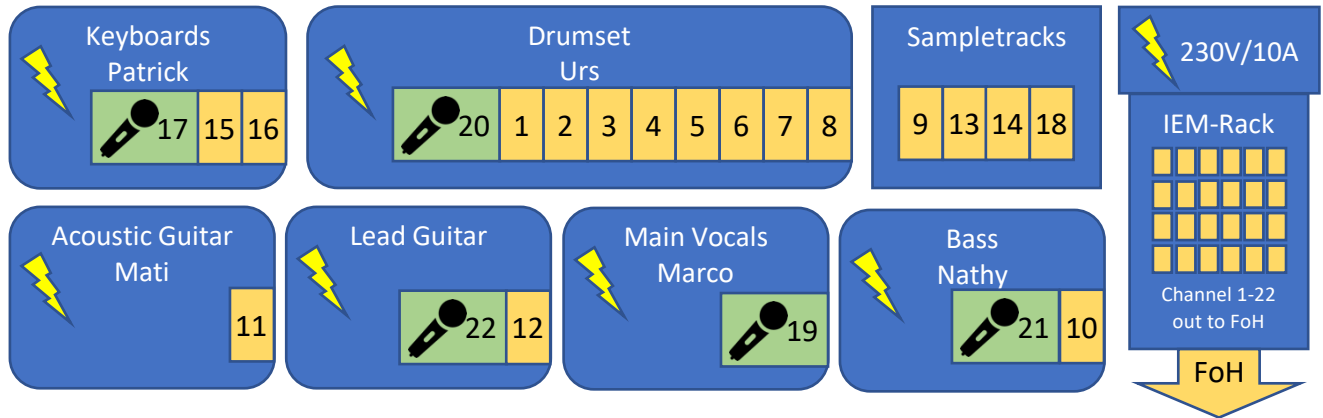 Keyboards
Patrick
17 15 16
Drumset
Urs
20 1 2 3 4 5 6 7 8
Sampletracks
9 13 14 18
230V/10A
IEM-Rack
Channel 1-22
out to FoH
FoH
Acoustic Guitar
Mati
11
Lead Guitar
22 12
Main Vocals
Marco
19
Bass
Nathy
21 10